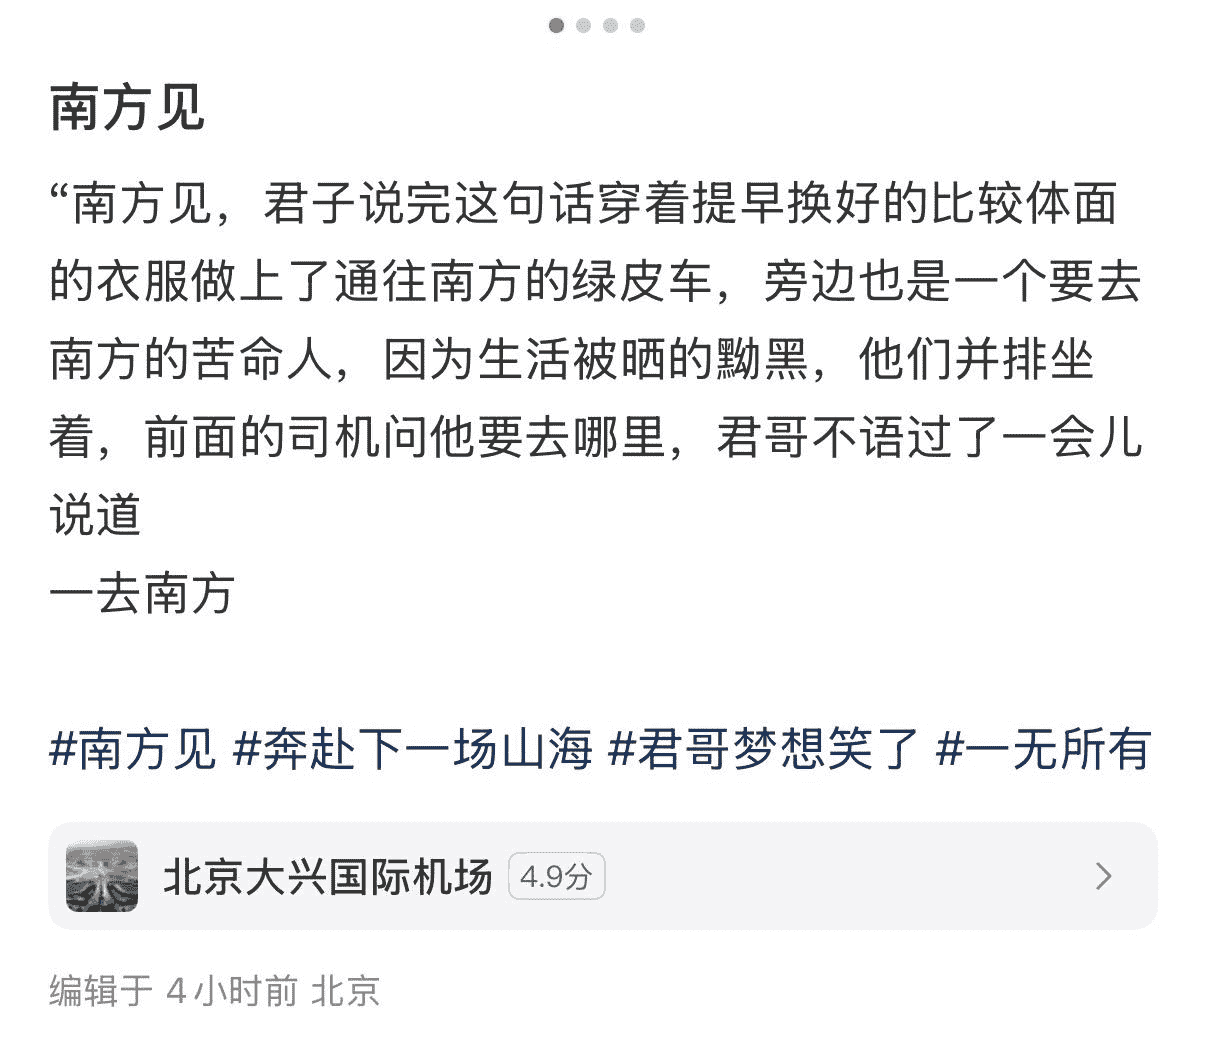 南方见
“南方见，君子说完这句话穿着提早换好的比较体面
的衣服做上了通往南方的绿皮车，旁边也是一个要去
南方的苦命人，因为生活被晒的黝黑，他们并排坐
着，前面的司机问他要去哪里，君哥不语过了一会儿
说道
一去南方
#南方见 #奔赴下一场山海 #君哥梦想笑了 #一无所有
北京大兴国际机场 4.9分
编辑于 4小时前 北京